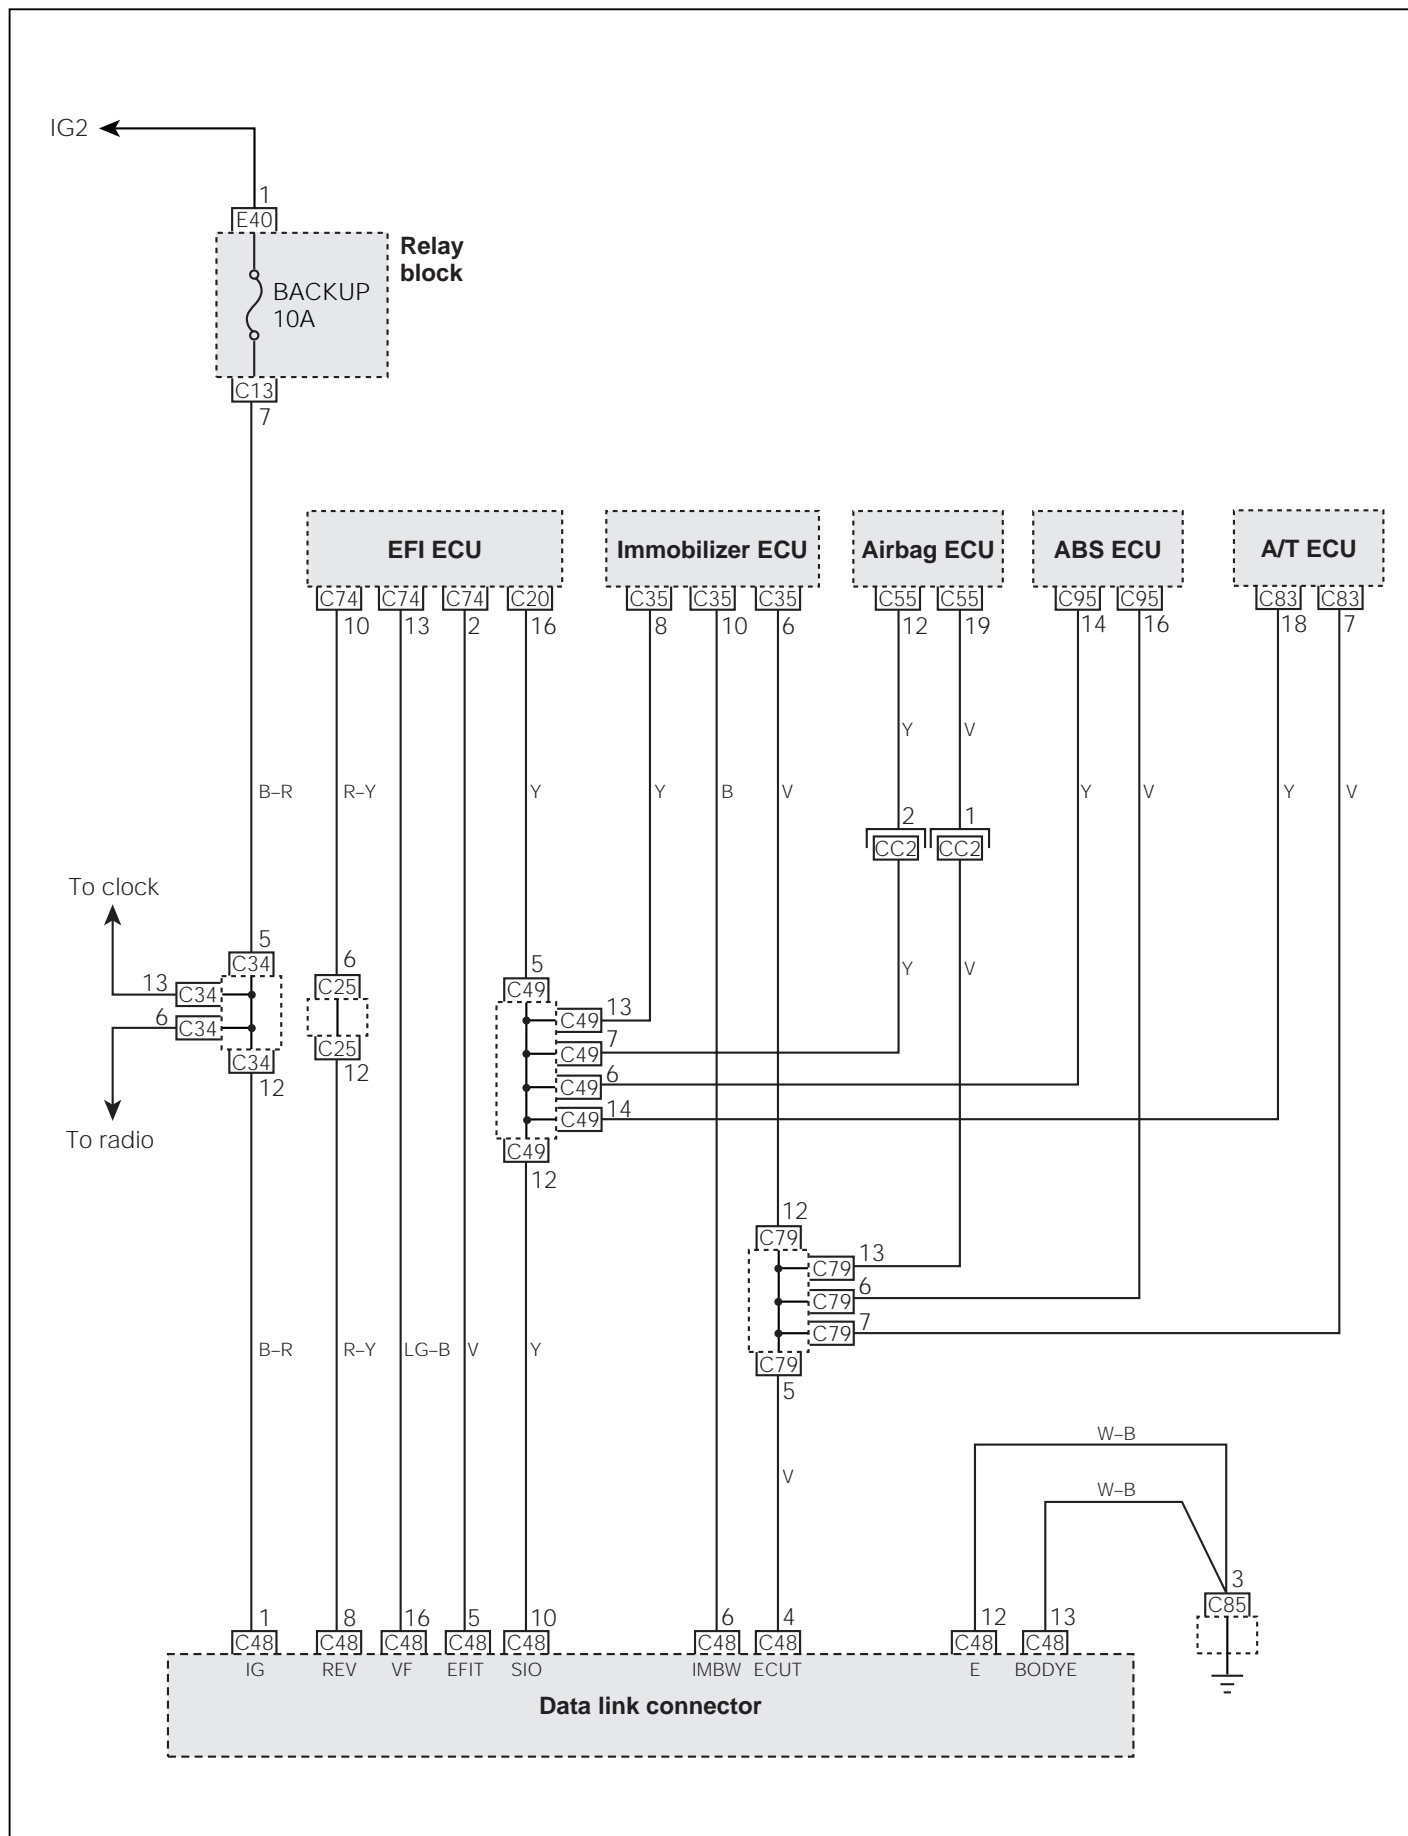 IG2
1
E40
Relay
block
BACKUP
10A
C13
7
EFI ECU
Immobilizer ECU
Airbag ECU
ABS ECU
A/T ECU
C74 C74 C74 C20 C35 C35 C35 C55 C55 C95 C95 C83 C83
10 13 2 16 8 10 6 12 19 14 16 18 7
Y V
B–R R–Y Y Y B V Y V Y V
2 1
CC2 CC2
To clock
5 6 5
C34 C25 C49
Y V
13 C34
6 C34
C34 C25
12 12
To radio
C49 13
C49 7
C49 6
C49 14
C49
12
12
C79
C79 13
C79 6
C79 7
C79
5
B–R R–Y LG–B V Y
W–B
V
W–B
3
C85
1 8 16 5 10 6 4 12 13
C48 C48 C48 C48 C48 C48 C48 C48 C48
IG REV VF EFIT SIO IMBW ECUT E BODYE
Data link connector